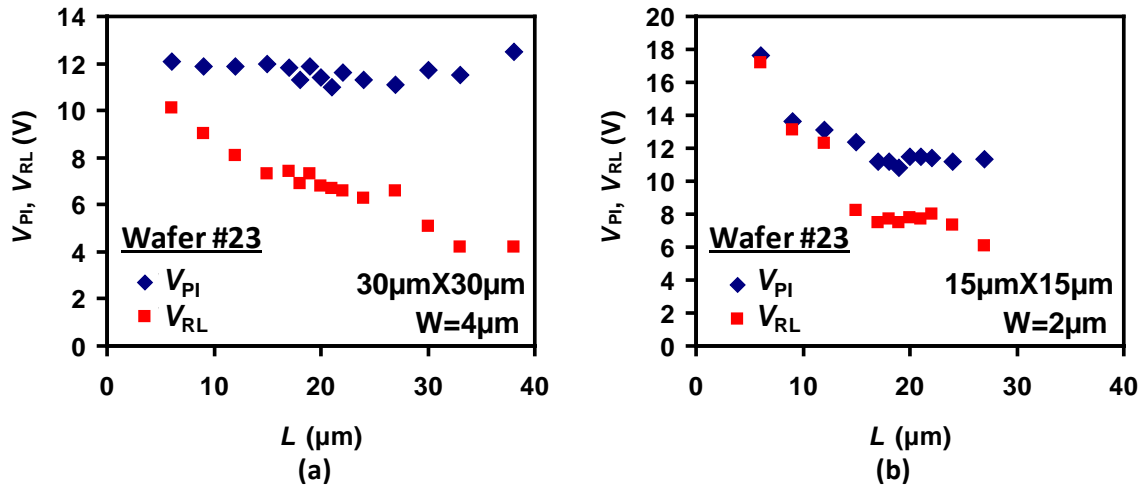 14
12
10
8
6
4
2
0
V_PI, V_RL (V)
Wafer #23
V_PI
V_RL
30µmX30µm
W=4µm
0 10 20 30 40
L (µm)
(a)
20
18
16
14
12
10
8
6
4
2
0
V_PI, V_RL (V)
Wafer #23
V_PI
V_RL
15µmX15µm
W=2µm
0 10 20 30 40
L (µm)
(b)